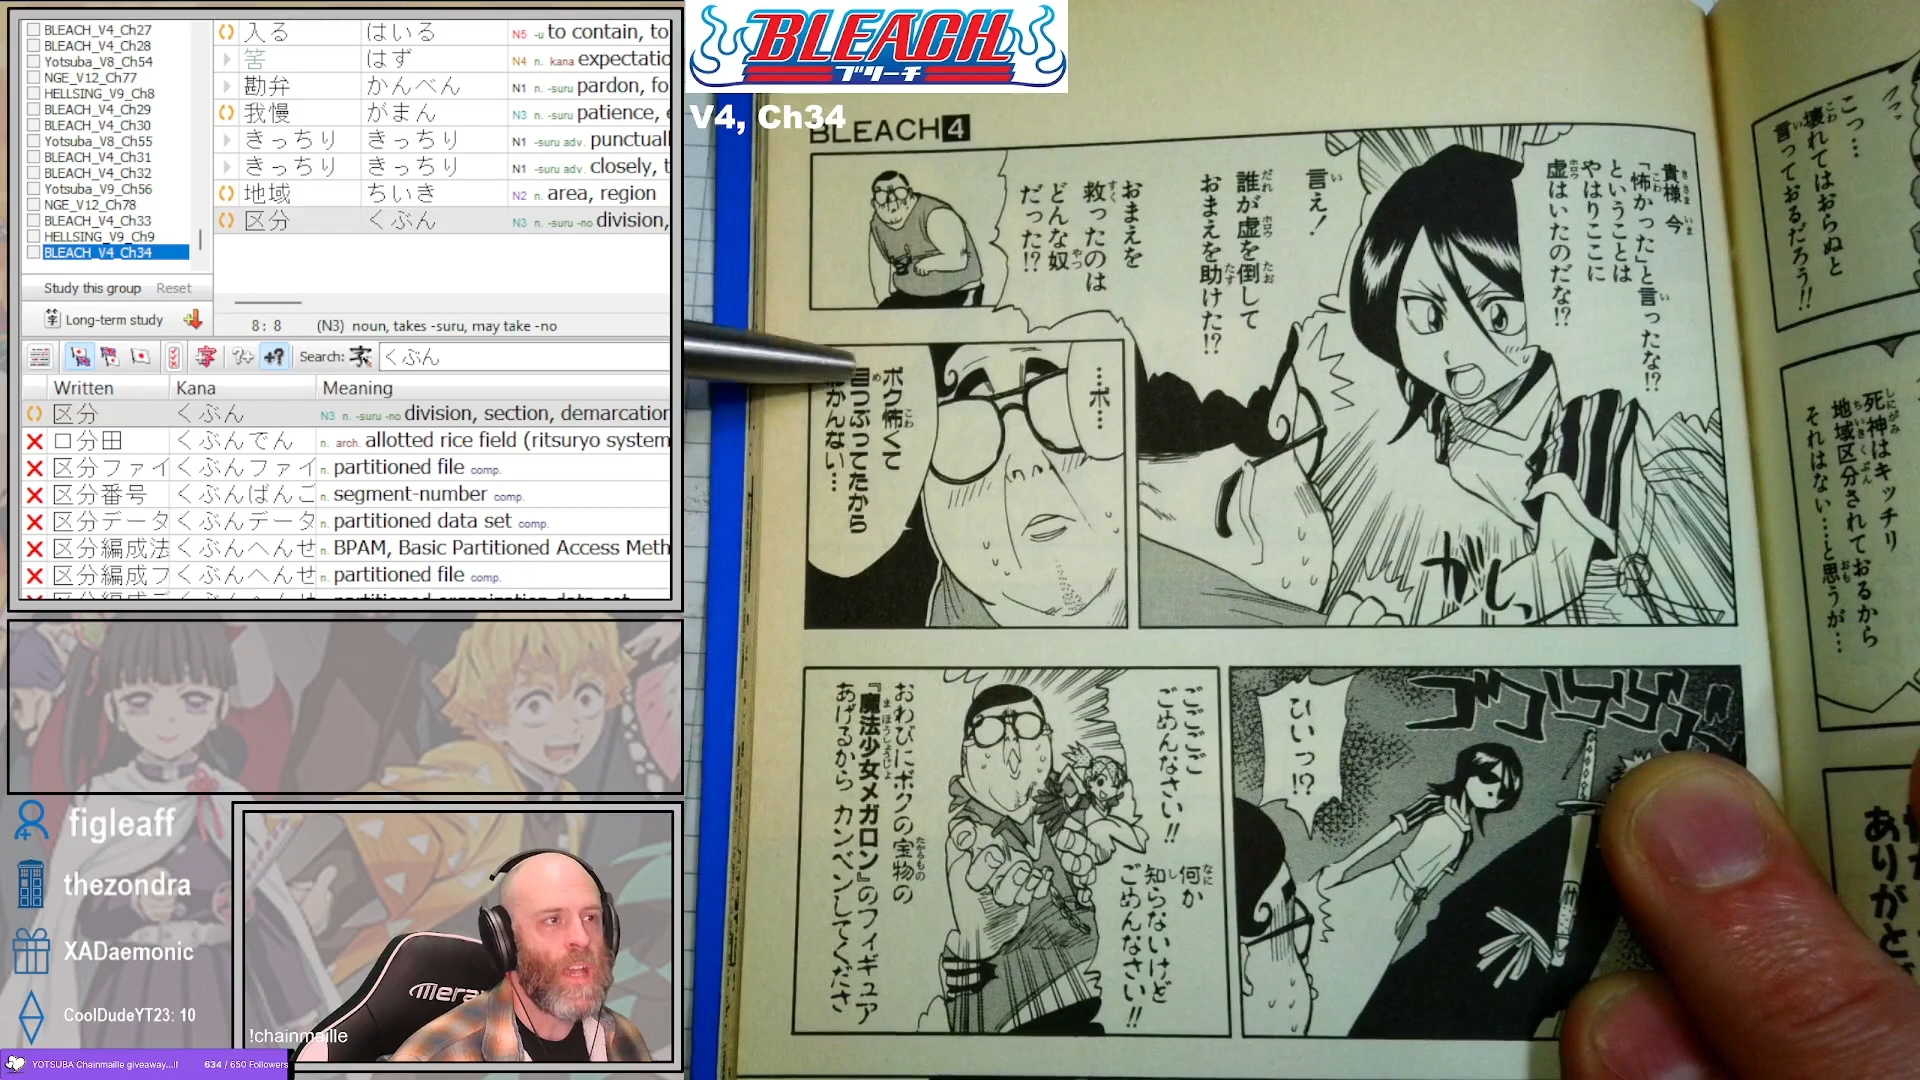 BLEACH_V4_Ch27
BLEACH_V4_Ch28
Yotsuba_V8_Ch54
NGE_V12_Ch77
HELLSING_V9_Ch8
BLEACH_V4_Ch29
BLEACH_V4_Ch30
Yotsuba_V8_Ch55
BLEACH_V4_Ch31
BLEACH_V4_Ch32
Yotsuba_V9_Ch56
NGE_V12_Ch78
BLEACH_V4_Ch33
HELLSING_V9_Ch9
BLEACH_V4_Ch34
Study this group Reset
Long-term study
入る はいる N5 -u to contain, to
筈 はず N4 n. kana expectatio
勘弁 かんべん N1 n. -suru pardon, fo
我慢 がまん N3 n. -suru patience,
きっちり きっちり N1 -suru adv. punctuall
きっちり きっちり N1 -suru adv. closely, t
地域 ちいき N2 n. area, region
区分 くぶん N3 n. -suru -no division,
8: 8 (N3) noun, takes -suru, may take -no
Search: くぶん
Written Kana Meaning
区分 くぶん N3 n. -suru -no division, section, demarcation
口分田 くぶんでん n. arch. allotted rice field (ritsuryo system
区分ファイ くぶんファイ n. partitioned file comp.
区分番号 くぶんばんご n. segment-number comp.
区分データ くぶんデータ n. partitioned data set comp.
区分編成法 くぶんへんせ n. BPAM, Basic Partitioned Access Meth
区分編成フ くぶんへんせ n. partitioned file comp.
figleaff
thezondra
XADaemonic
CoolDudeYT23: 10
YOTSUBA Chainmaille giveaway...!! 634 / 650 Followers
!chainmaille
BLEACH
ブリーチ
V4, Ch34
BLEACH4
こっ…
壊れてはおらぬと
言っておるだろう!!
死神はキッチリ
地域区分されておるから
それはない…と思うが…
貴様 今
「怖かった」と言ったな!?
ということは
やはりここに
虚はいたのだな!?
言え!
誰が虚を倒して
おまえを助けた!?
おまえを
救ったのは
どんな奴
だった!?
ガシッ
…ボ…
ボク怖くて
目つぶってたから
わかんない…
ひいっ!?
ごごごご
ごめんなさい!!
何か
知らないけど
ごめんなさい!!
おわびにボクの宝物の
『魔法少女メガロン』のフィギュア
あげるから カンベンしてくださ